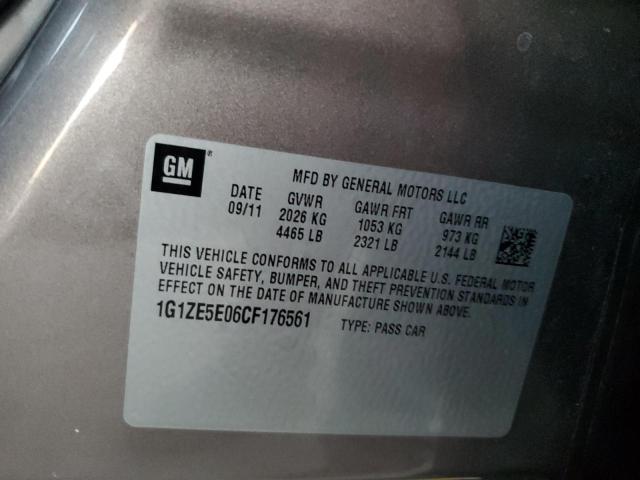 GM®
MFD BY GENERAL MOTORS LLC
DATE GVWR GAWR FRT GAWR RR
09/11 2026 KG 1053 KG 973 KG
4465 LB 2321 LB 2144 LB
THIS VEHICLE CONFORMS TO ALL APPLICABLE U.S. FEDERAL MOTOR
VEHICLE SAFETY, BUMPER, AND THEFT PREVENTION STANDARDS IN
EFFECT ON THE DATE OF MANUFACTURE SHOWN ABOVE.
1G1ZE5E06CF176561 TYPE: PASS CAR